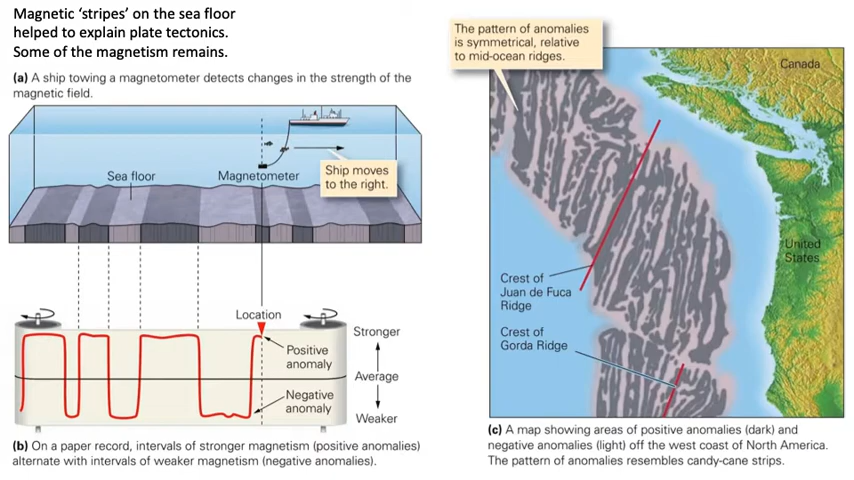 Magnetic ‘stripes’ on the sea floor
helped to explain plate tectonics.
Some of the magnetism remains.
(a) A ship towing a magnetometer detects changes in the strength of the
magnetic field.
Sea floor
Magnetometer
Ship moves
to the right.
Location
Positive
anomaly
Negative
anomaly
Stronger
Average
Weaker
(b) On a paper record, intervals of stronger magnetism (positive anomalies)
alternate with intervals of weaker magnetism (negative anomalies).
The pattern of anomalies
is symmetrical, relative
to mid-ocean ridges.
Canada
United
States
Crest of
Juan de Fuca
Ridge
Crest of
Gorda Ridge
(c) A map showing areas of positive anomalies (dark) and
negative anomalies (light) off the west coast of North America.
The pattern of anomalies resembles candy-cane strips.